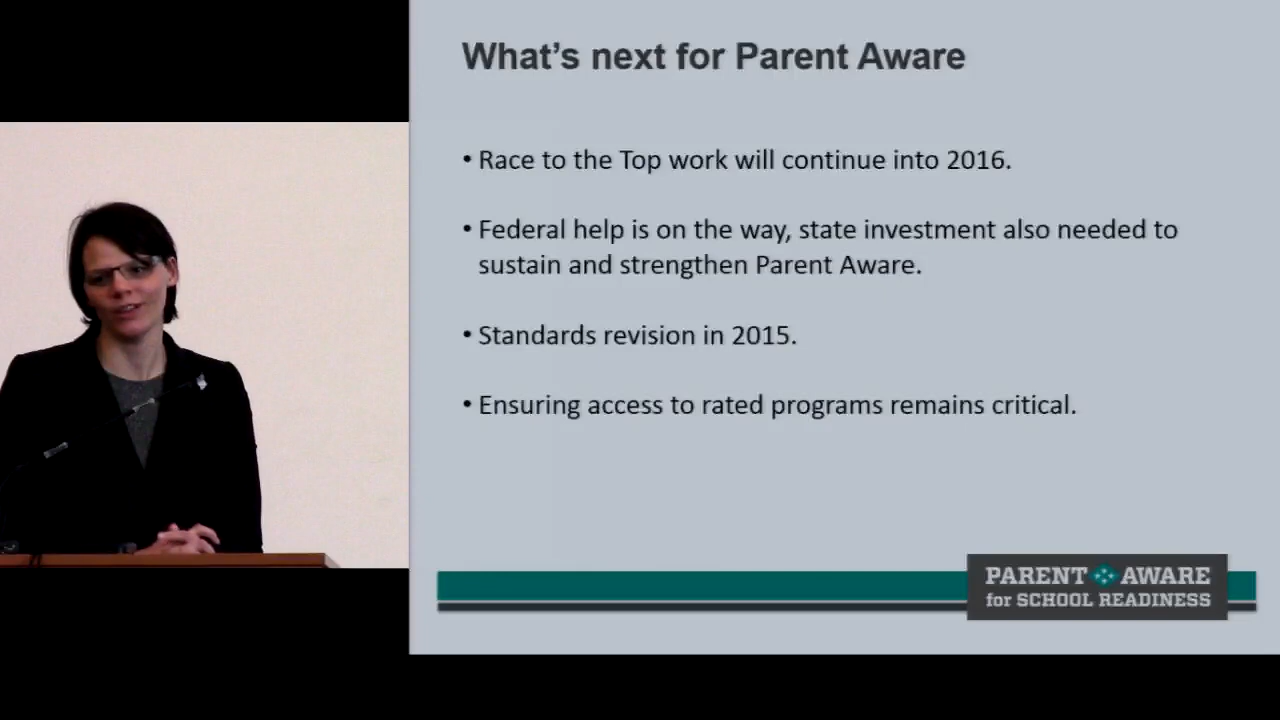 What's next for Parent Aware
• Race to the Top work will continue into 2016.
• Federal help is on the way, state investment also needed to
sustain and strengthen Parent Aware.
• Standards revision in 2015.
• Ensuring access to rated programs remains critical.
PARENT AWARE
for SCHOOL READINESS